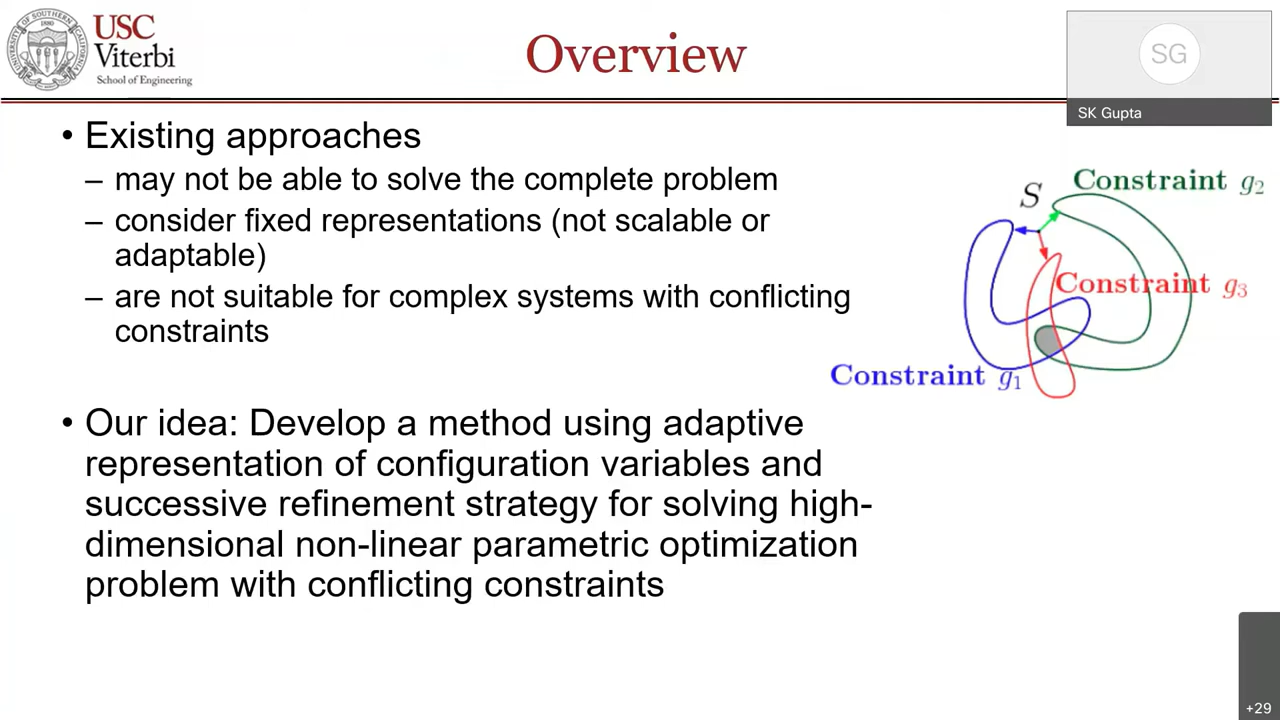 USC
Viterbi
School of Engineering
Overview
SG
SK Gupta
• Existing approaches
– may not be able to solve the complete problem
– consider fixed representations (not scalable or
adaptable)
– are not suitable for complex systems with conflicting
constraints
S
Constraint g₂
Constraint g₃
Constraint g₁
• Our idea: Develop a method using adaptive
representation of configuration variables and
successive refinement strategy for solving high-
dimensional non-linear parametric optimization
problem with conflicting constraints
+29